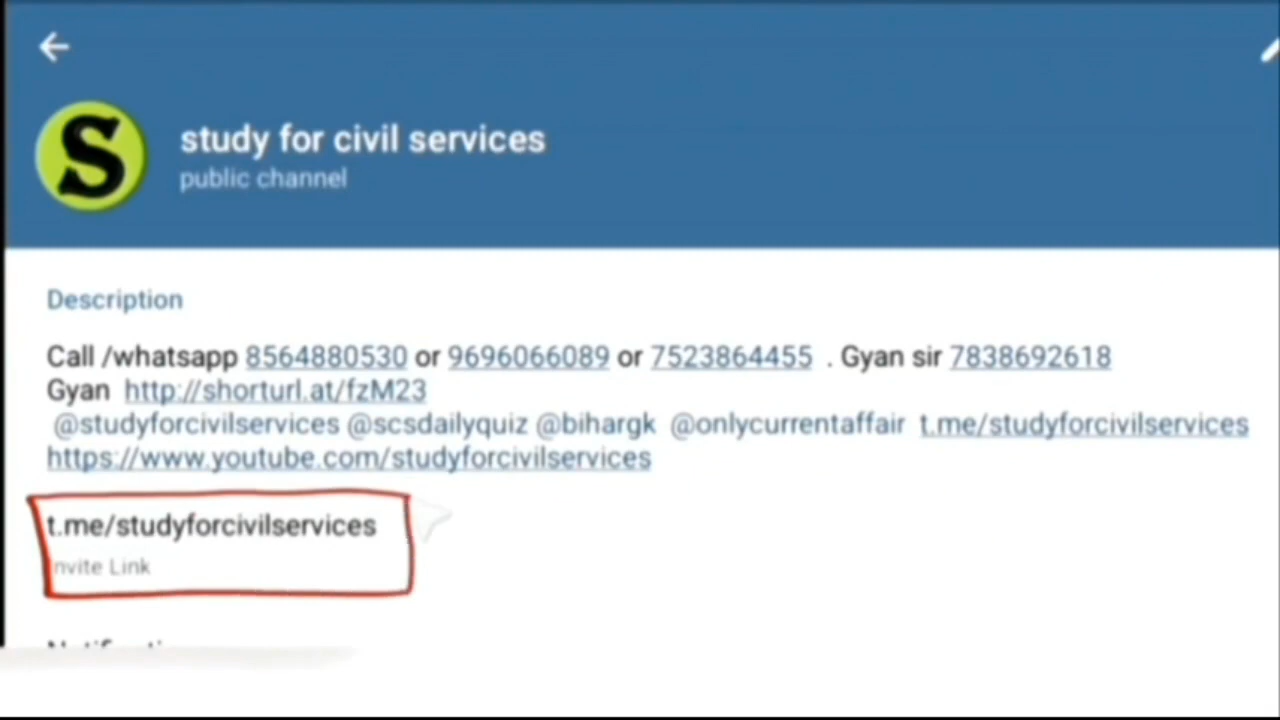 S
study for civil services
public channel
Description
Call /whatsapp 8564880530 or 9696066089 or 7523864455 . Gyan sir 7838692618
Gyan http://shorturl.at/fzM23
@studyforcivilservices @scsdailyquiz @bihargk @onlycurrentaffair t.me/studyforcivilservices
https://www.youtube.com/studyforcivilservices
t.me/studyforcivilservices
Invite Link